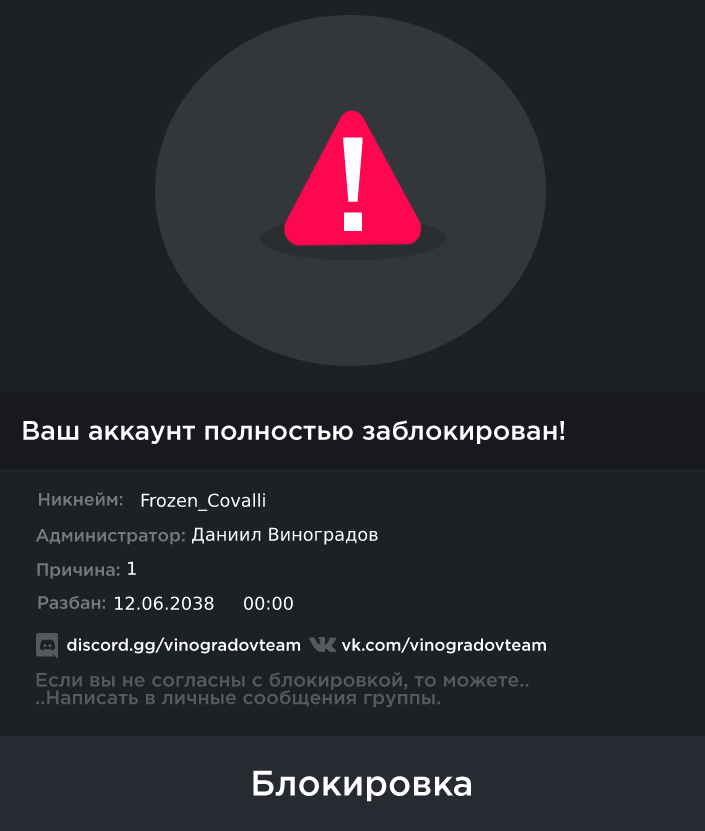 !
Ваш аккаунт полностью заблокирован!
Никнейм: Frozen_Covalli
Администратор: Даниил Виноградов
Причина: 1
Разбан: 12.06.2038 00:00
discord.gg/vinogradovteam vk.com/vinogradovteam
Если вы не согласны с блокировкой, то можете..
..Написать в личные сообщения группы.
Блокировка